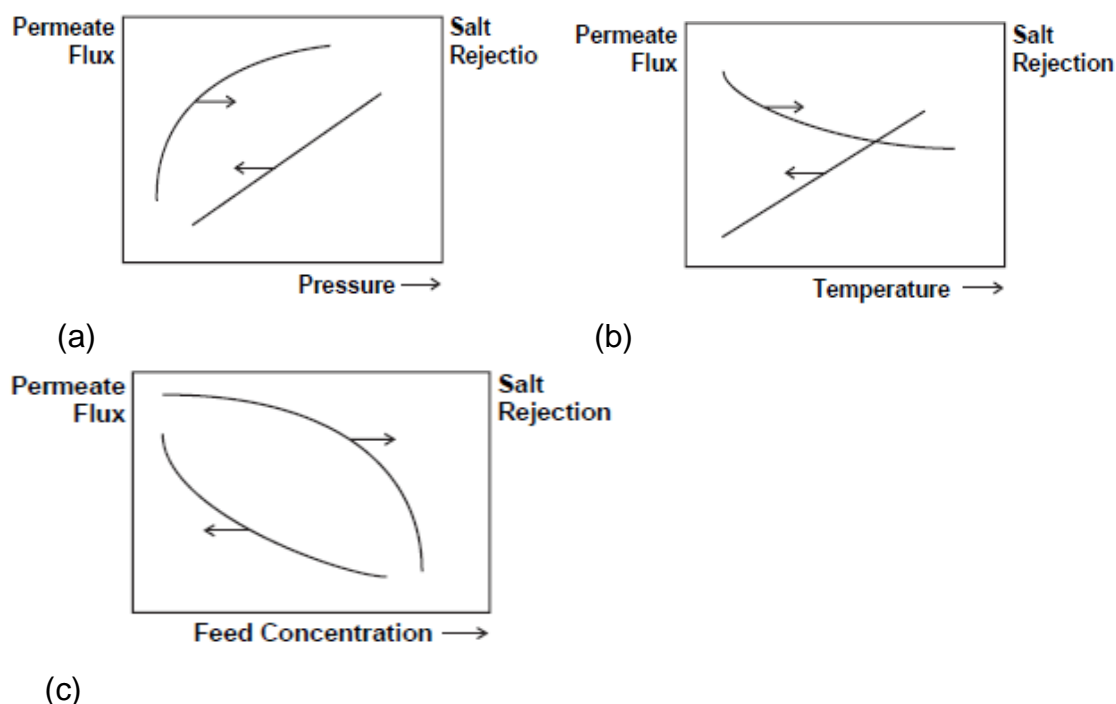 Permeate
Flux
Salt
Rejectio
Pressure
(a)
Permeate
Flux
Salt
Rejection
Temperature
(b)
Permeate
Flux
Salt
Rejection
Feed Concentration
(c)